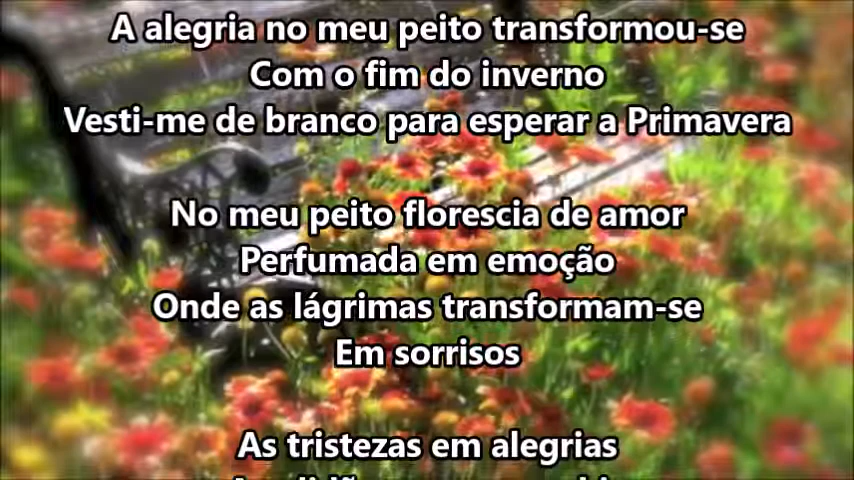 A alegria no meu peito transformou-se
Com o fim do inverno
Vesti-me de branco para esperar a Primavera
No meu peito florescia de amor
Perfumada em emoção
Onde as lágrimas transformam-se
Em sorrisos
As tristezas em alegrias